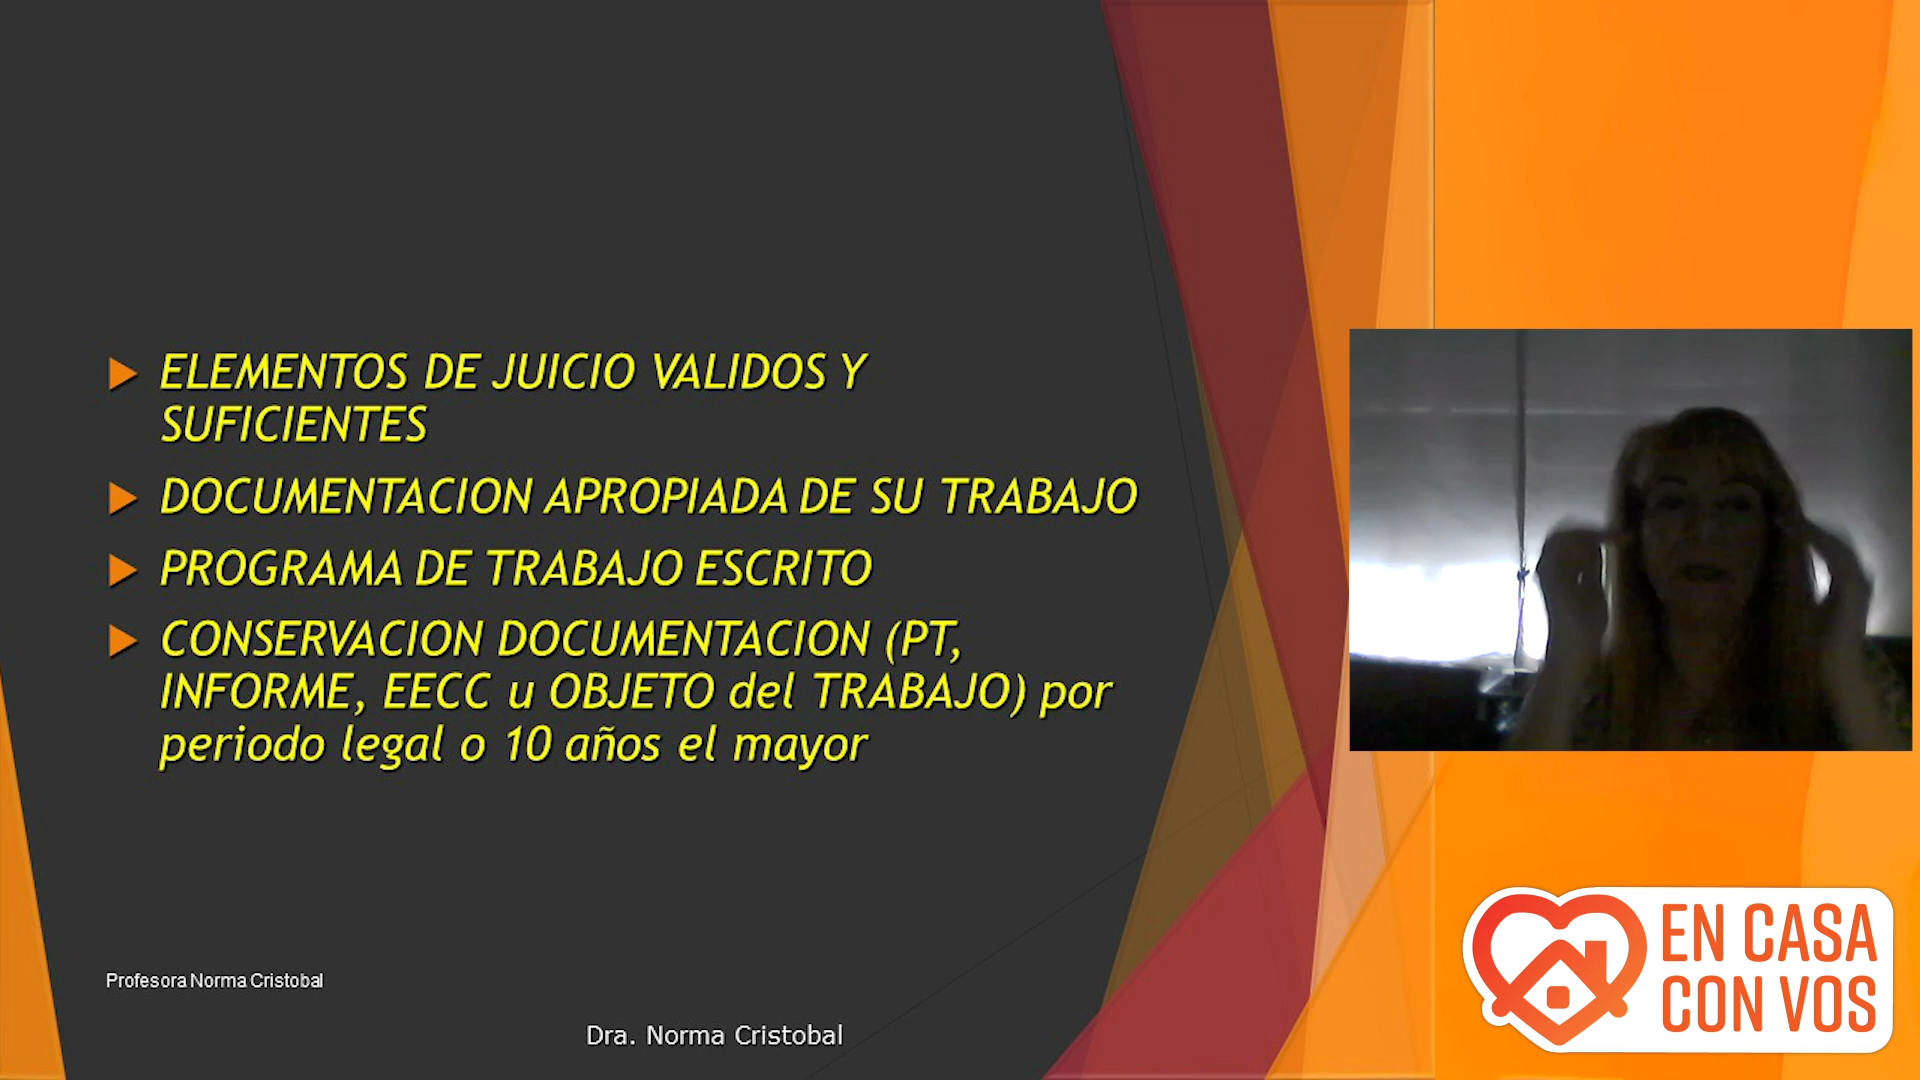 ELEMENTOS DE JUICIO VALIDOS Y
SUFICIENTES
DOCUMENTACION APROPIADA DE SU TRABAJO
PROGRAMA DE TRABAJO ESCRITO
CONSERVACION DOCUMENTACION (PT,
INFORME, EECC u OBJETO del TRABAJO) por
periodo legal o 10 años el mayor
Profesora Norma Cristobal
Dra. Norma Cristobal
EN CASA
CON VOS